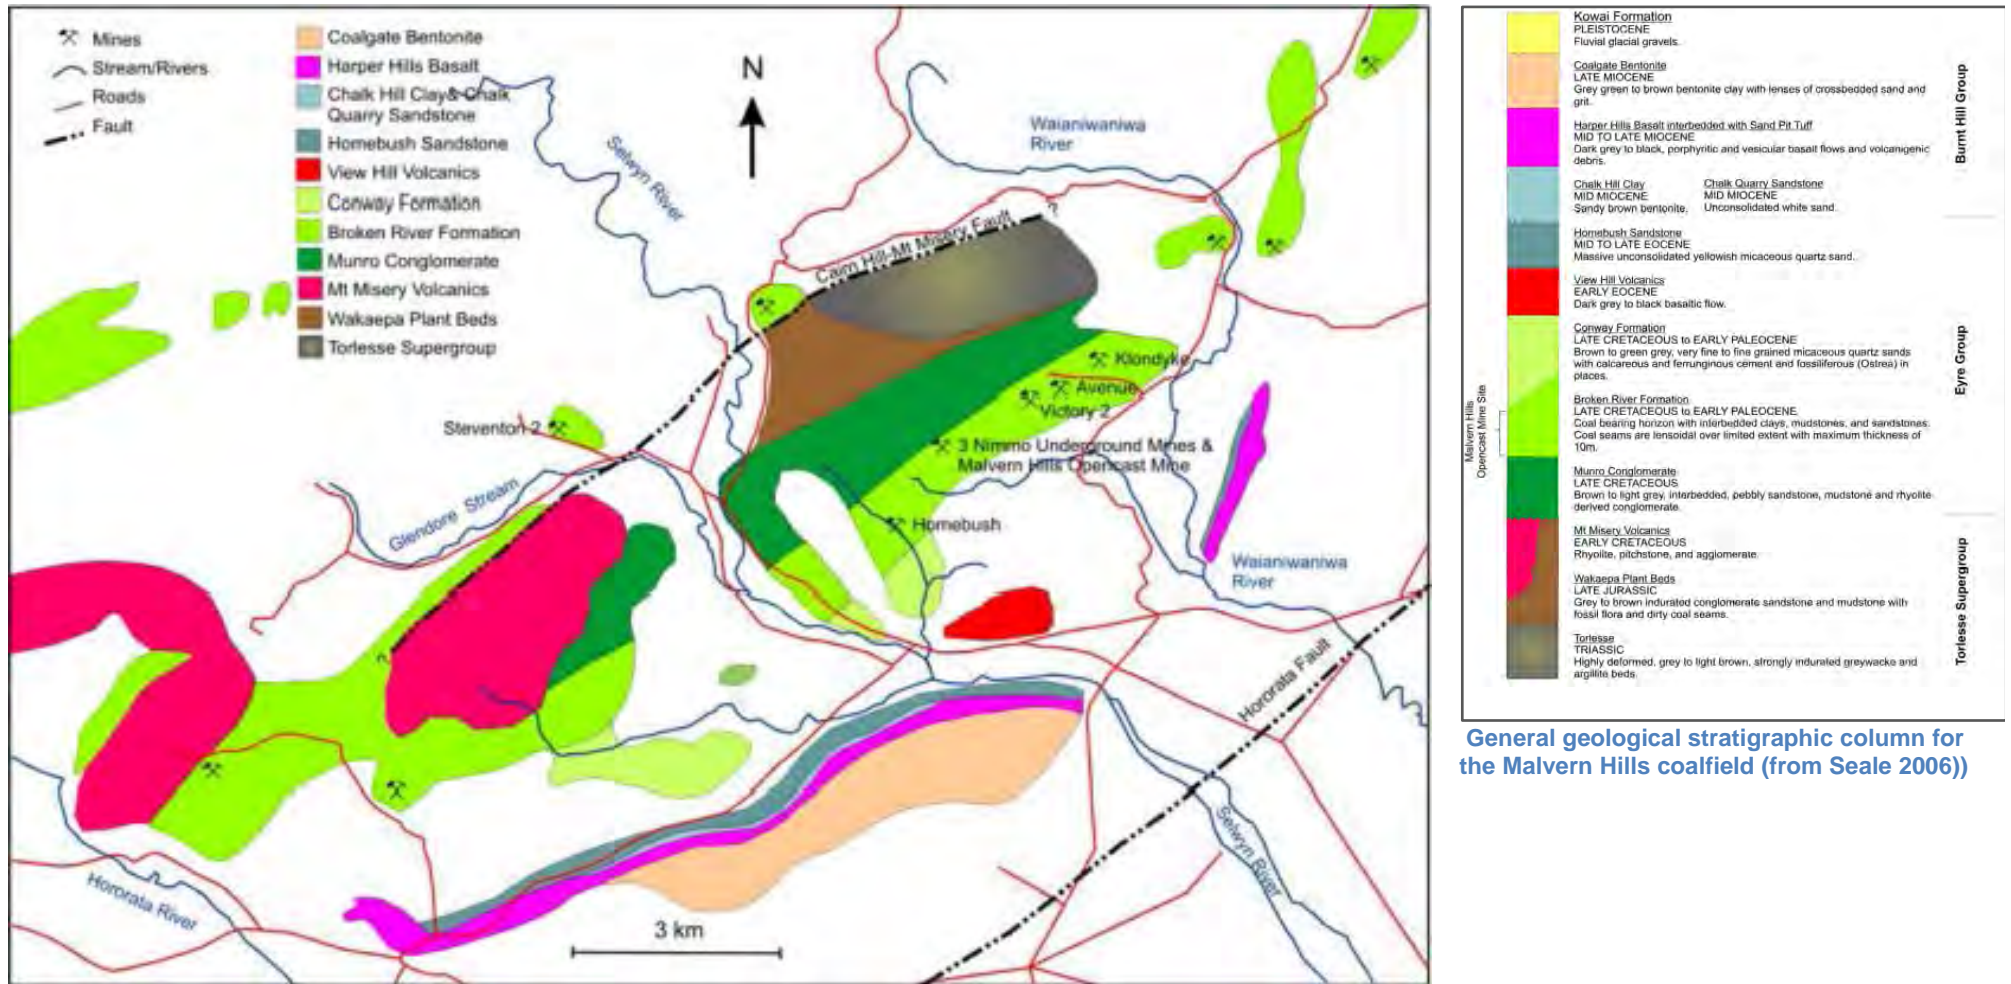 Mines
Stream/Rivers
Roads
Fault
Coalgate Bentonite
Harper Hills Basalt
Chalk Hill Clay& Chalk
Quarry Sandstone
Homebush Sandstone
View Hill Volcanics
Conway Formation
Broken River Formation
Munro Conglomerate
Mt Misery Volcanics
Wakaepa Plant Beds
Torlesse Supergroup
N
Selwyn River
Waianiwaniwa
River
Cairn Hill-Mt Misery Fault
?
Klondyke
Avenue
Victory 2
Steventon 2
3 Nimmo Underground Mines &
Malvern Hills Opencast Mine
Glendore Stream
Homebush
Waianiwaniwa
River
?
Hororata Fault
Selwyn River
Hororata River
3 km
Kowai Formation
PLEISTOCENE
Fluvial glacial gravels.
Coalgate Bentonite
LATE MIOCENE
Grey green to brown bentonite clay with lenses of crossbedded sand and
grit.
Harper Hills Basalt interbedded with Sand Pit Tuff
MID TO LATE MIOCENE
Dark grey to black, porphyritic and vesicular basalt flows and volcanigenic
debris.
Chalk Hill Clay
MID MIOCENE
Sandy brown bentonite.
Chalk Quarry Sandstone
MID MIOCENE
Unconsolidated white sand.
Homebush Sandstone
MID TO LATE EOCENE
Massive unconsolidated yellowish micaceous quartz sand.
View Hill Volcanics
EARLY EOCENE
Dark grey to black basaltic flow.
Conway Formation
LATE CRETACEOUS to EARLY PALEOCENE
Brown to green grey, very fine to fine grained micaceous quartz sands
with calcareous and ferrunginous cement and fossiliferous (Ostrea) in
places.
Broken River Formation
LATE CRETACEOUS to EARLY PALEOCENE
Coal bearing horizon with interbedded clays, mudstones, and sandstones.
Coal seams are lensoidal over limited extent with maximum thickness of
10m.
Munro Conglomerate
LATE CRETACEOUS
Brown to light grey, interbedded, pebbly sandstone, mudstone and rhyolite
derived conglomerate.
Mt Misery Volcanics
EARLY CRETACEOUS
Rhyolite, pitchstone, and agglomerate.
Wakaepa Plant Beds
LATE JURASSIC
Grey to brown indurated conglomerate sandstone and mudstone with
fossil flora and dirty coal seams.
Torlesse
TRIASSIC
Highly deformed, grey to light brown, strongly indurated greywacke and
argillite beds.
Burnt Hill Group
Eyre Group
Torlesse Supergroup
Malvern Hills
Opencast Mine Site
General geological stratigraphic column for
the Malvern Hills coalfield (from Seale 2006))